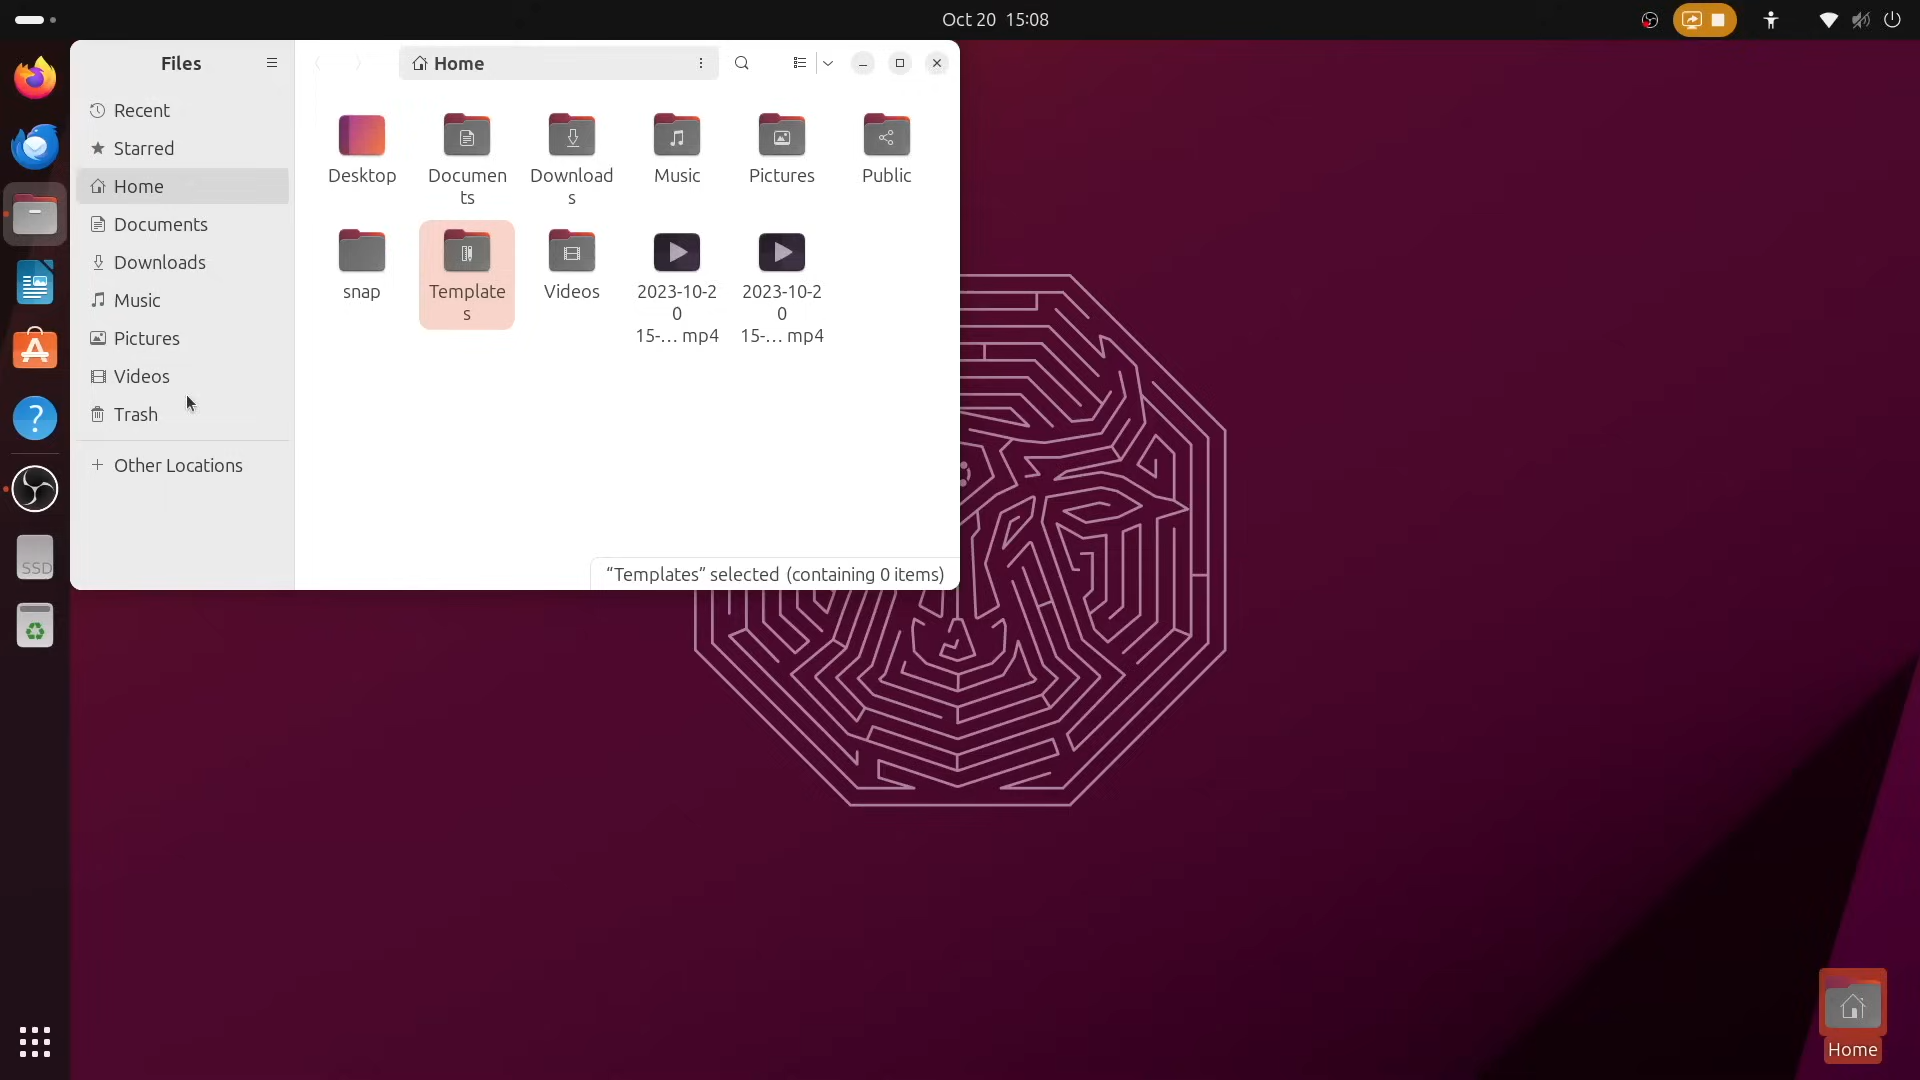 Oct 20 15:08
Files
Home
Recent
Starred
Home
Documents
Downloads
Music
Pictures
Videos
Trash
Other Locations
Desktop
Documen
ts
Download
s
Music
Pictures
Public
snap
Template
s
Videos
2023-10-2
0
15-… mp4
2023-10-2
0
15-… mp4
“Templates” selected (containing 0 items)
SSD
Home